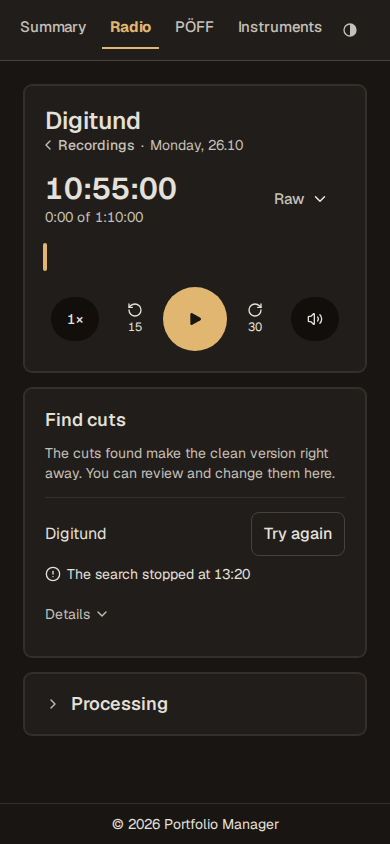 Summary Radio PÖFF Instruments
Digitund
Recordings · Monday, 26.10
10:55:00
Raw
0:00 of 1:10:00
1×
15
30
Find cuts
The cuts found make the clean version right
away. You can review and change them here.
Digitund
Try again
The search stopped at 13:20
Details
Processing
© 2026 Portfolio Manager